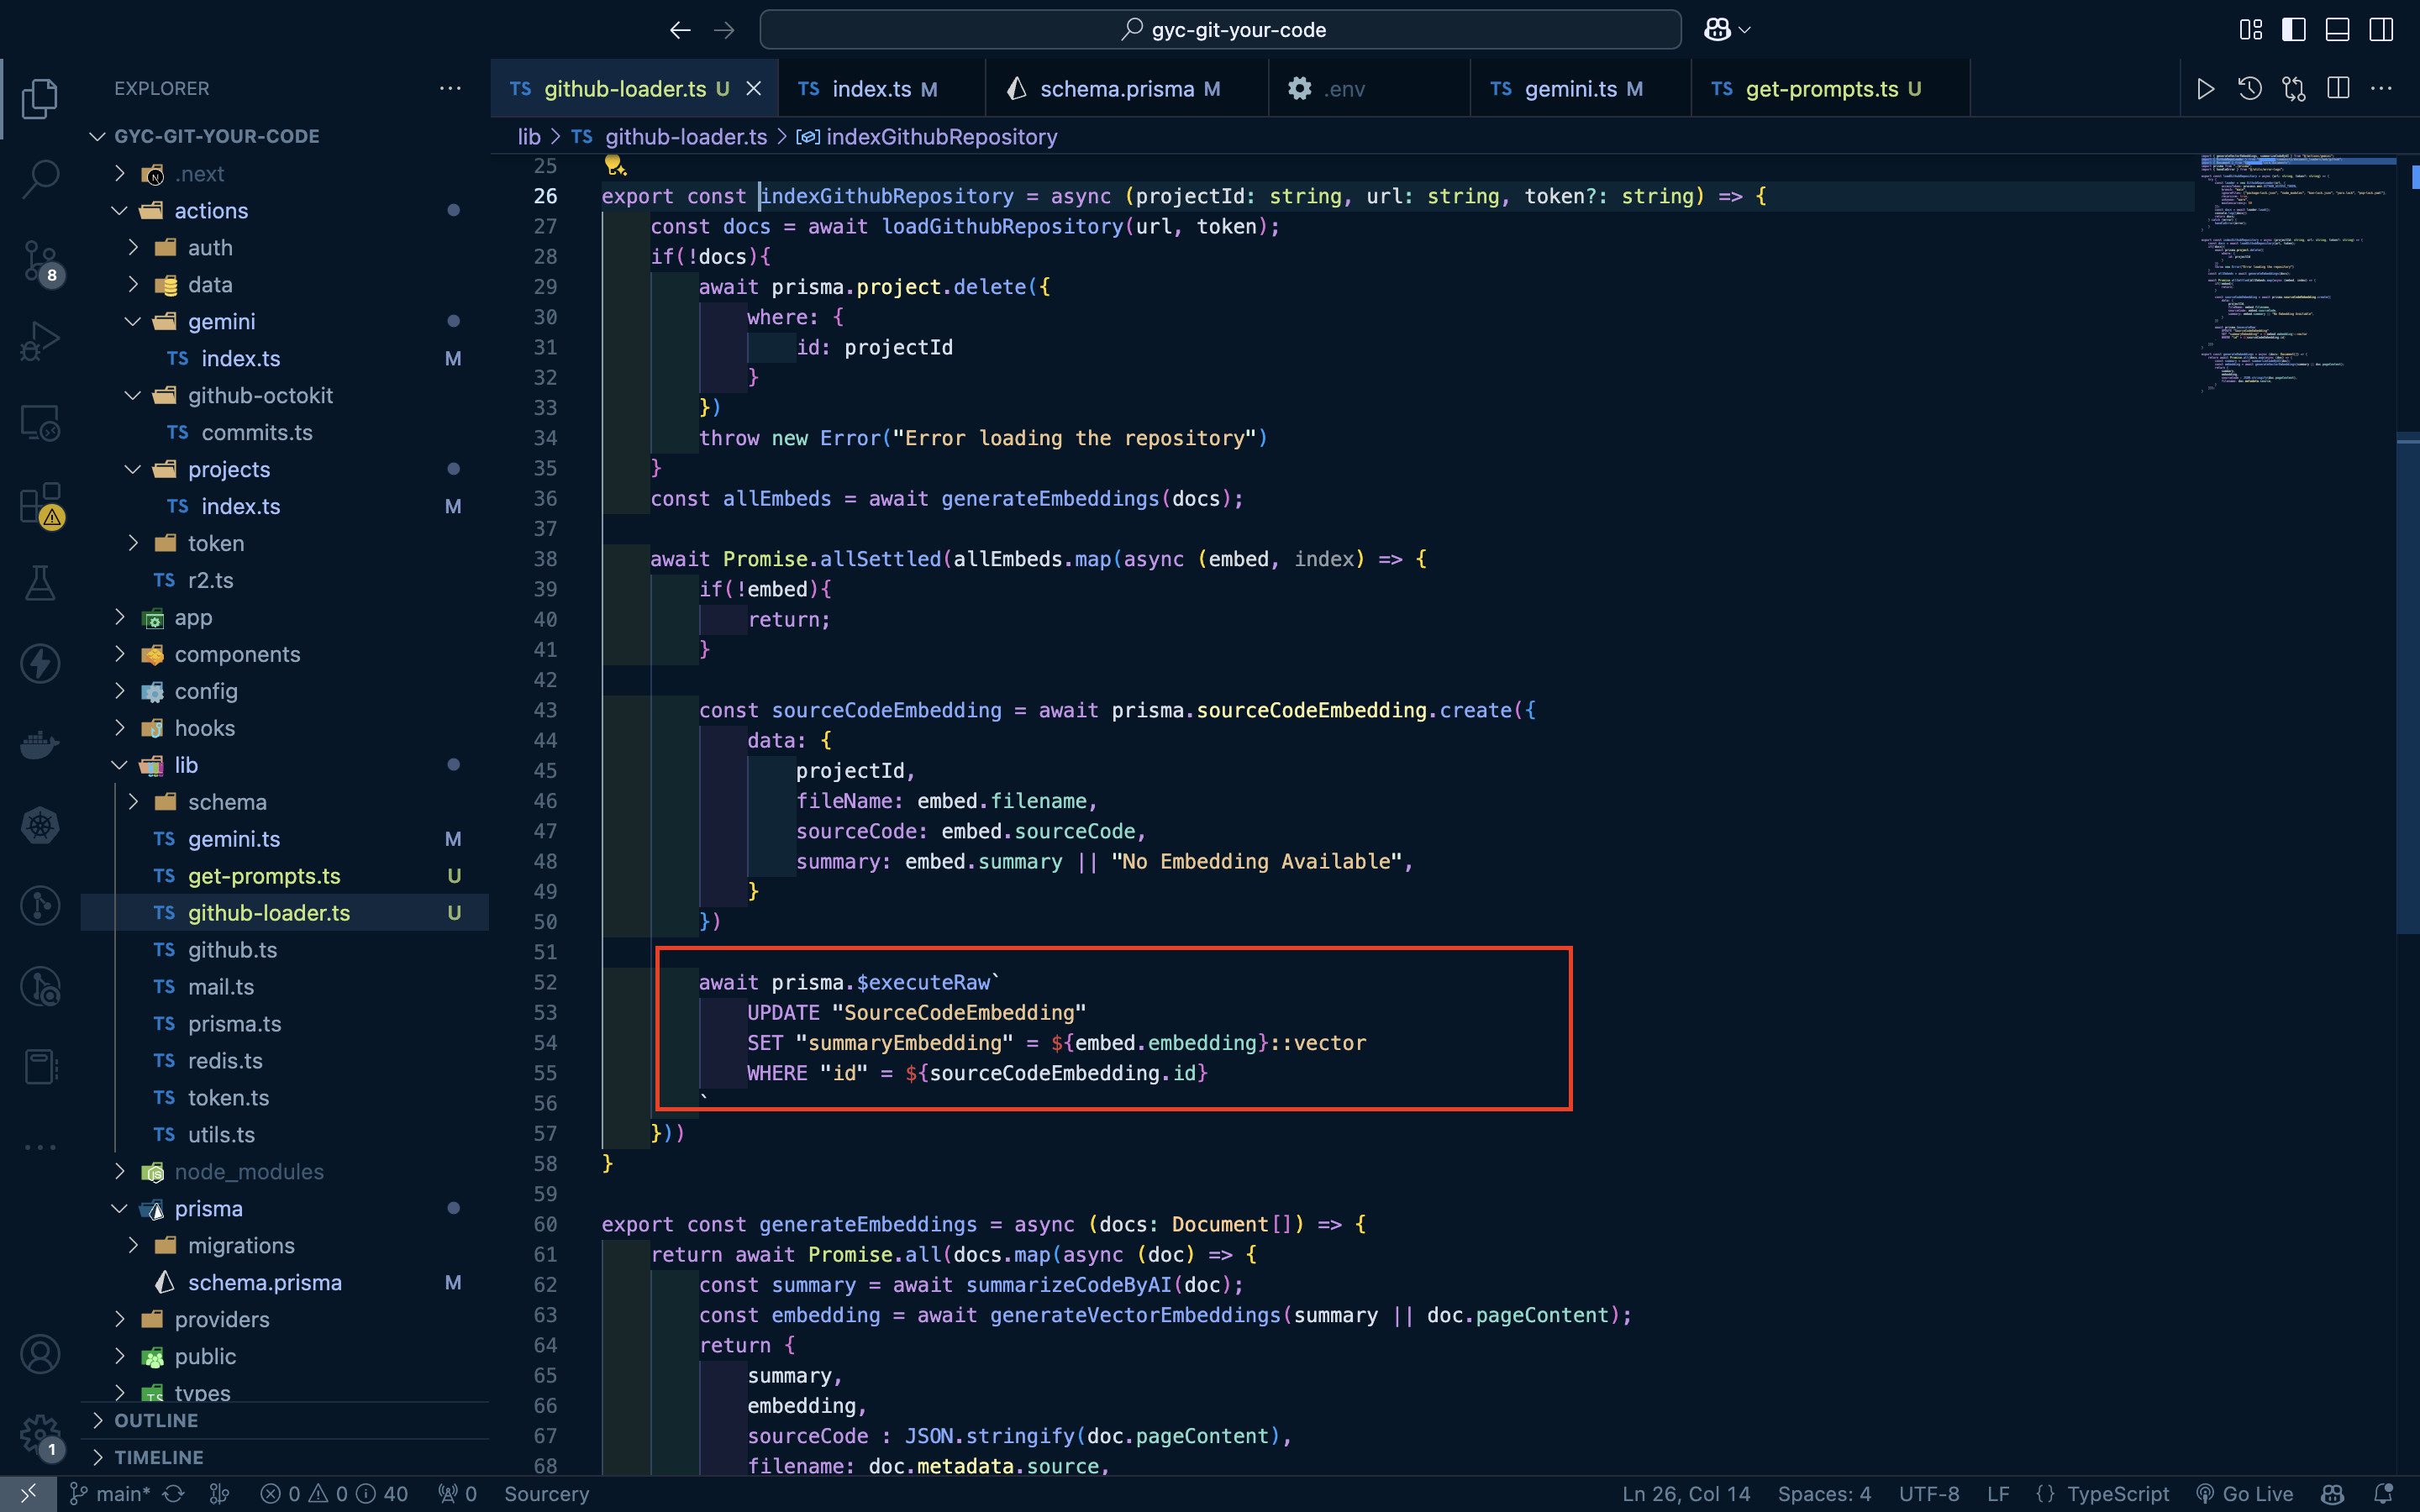 gyc-git-your-code
EXPLORER
GYC-GIT-YOUR-CODE
.next
actions
auth
data
gemini
TS index.ts M
github-octokit
TS commits.ts
projects
TS index.ts M
token
TS r2.ts
app
components
config
hooks
lib
schema
TS gemini.ts M
TS get-prompts.ts U
TS github-loader.ts U
TS github.ts
TS mail.ts
TS prisma.ts
TS redis.ts
TS token.ts
TS utils.ts
node_modules
prisma
migrations
schema.prisma M
providers
public
types
OUTLINE
TIMELINE
8
1
TS github-loader.ts U
TS index.ts M
schema.prisma M
.env
TS gemini.ts M
TS get-prompts.ts U
lib > TS github-loader.ts > indexGithubRepository
25
26 export const indexGithubRepository = async (projectId: string, url: string, token?: string) => {
27 const docs = await loadGithubRepository(url, token);
28 if(!docs){
29 await prisma.project.delete({
30 where: {
31 id: projectId
32 }
33 })
34 throw new Error("Error loading the repository")
35 }
36 const allEmbeds = await generateEmbeddings(docs);
37
38 await Promise.allSettled(allEmbeds.map(async (embed, index) => {
39 if(!embed){
40 return;
41 }
42
43 const sourceCodeEmbedding = await prisma.sourceCodeEmbedding.create({
44 data: {
45 projectId,
46 fileName: embed.filename,
47 sourceCode: embed.sourceCode,
48 summary: embed.summary || "No Embedding Available",
49 }
50 })
51
52 await prisma.$executeRaw`
53 UPDATE "SourceCodeEmbedding"
54 SET "summaryEmbedding" = ${embed.embedding}::vector
55 WHERE "id" = ${sourceCodeEmbedding.id}
56 `
57 }))
58 }
59
60 export const generateEmbeddings = async (docs: Document[]) => {
61 return await Promise.all(docs.map(async (doc) => {
62 const summary = await summarizeCodeByAI(doc);
63 const embedding = await generateVectorEmbeddings(summary || doc.pageContent);
64 return {
65 summary,
66 embedding,
67 sourceCode : JSON.stringify(doc.pageContent),
68 filename: doc.metadata.source,
main* 0 0 40 0 Sourcery
Ln 26, Col 14 Spaces: 4 UTF-8 LF {} TypeScript Go Live